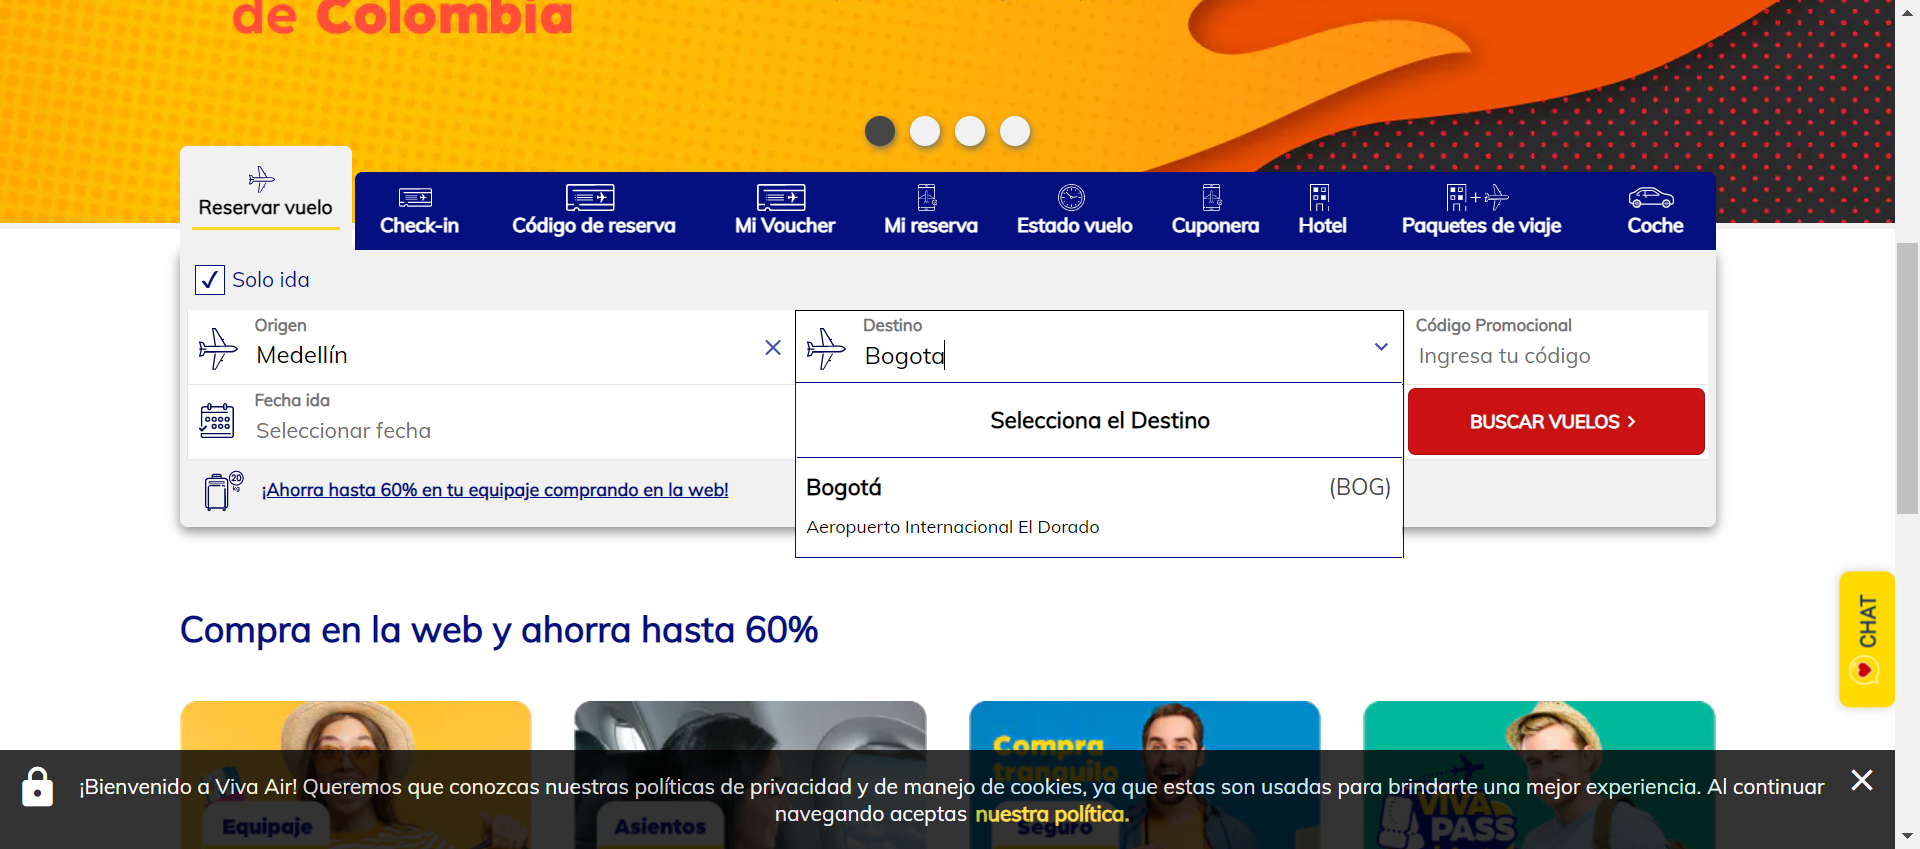 de Colombia
Reservar vuelo
Check-in
Código de reserva
Mi Voucher
Mi reserva
Estado vuelo
Cuponera
Hotel
Paquetes de viaje
Coche
Solo ida
Origen
Medellín
Destino
Bogota
Código Promocional
Ingresa tu código
Fecha ida
Seleccionar fecha
Selecciona el Destino
BUSCAR VUELOS
20
kg
¡Ahorra hasta 60% en tu equipaje comprando en la web!
Bogotá (BOG)
Aeropuerto Internacional El Dorado
CHAT
Compra en la web y ahorra hasta 60%
Compra
tranquilo
¡Bienvenido a Viva Air! Queremos que conozcas nuestras políticas de privacidad y de manejo de cookies, ya que estas son usadas para brindarte una mejor experiencia. Al continuar
navegando aceptas nuestra política.
Equipaje
Asientos
Seguro
VIVA
PASS